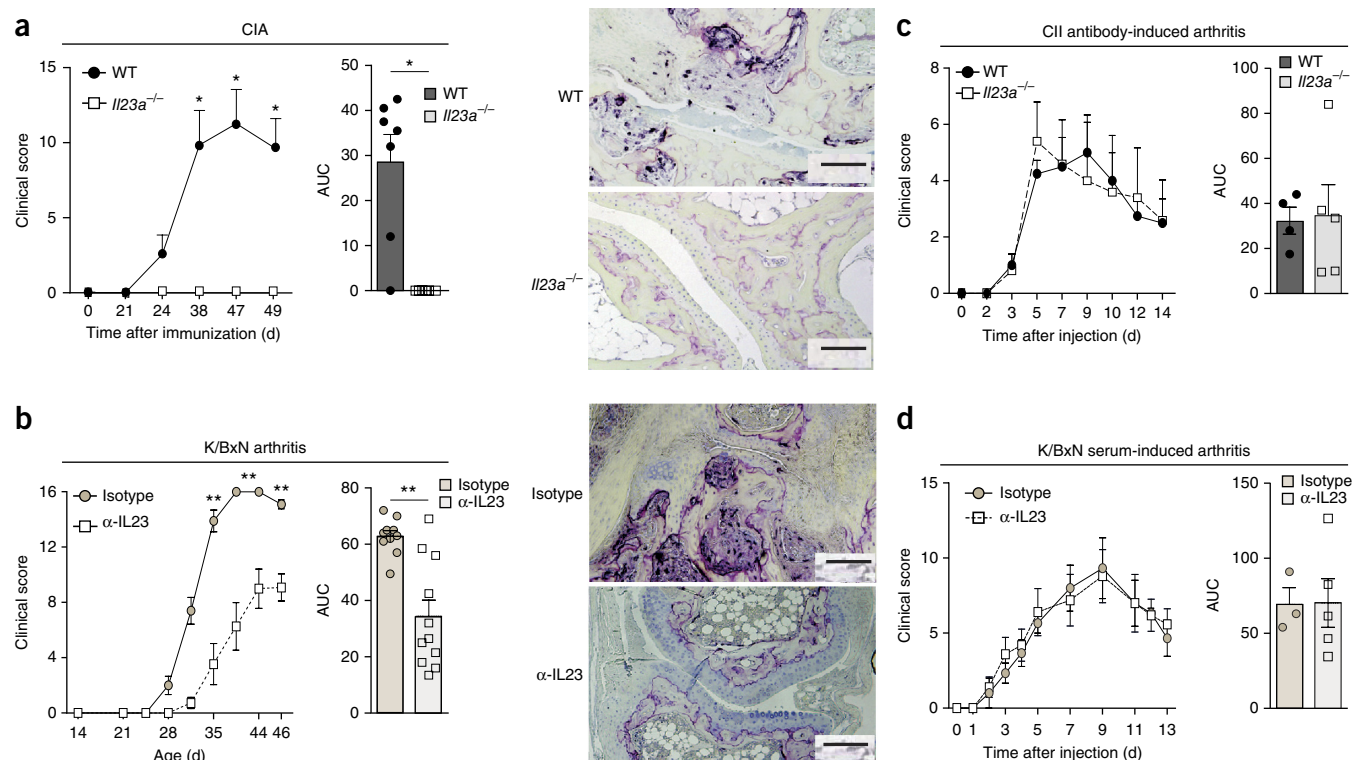 a
CIA
15
10
5
0
Clinical score
WT
Il23a–/–
*
*
*
0 21 24 38 47 49
Time after immunization (d)
50
40
30
20
10
0
AUC
*
WT
Il23a–/–
WT
Il23a–/–
b
K/BxN arthritis
16
12
8
4
0
Clinical score
Isotype
α-IL23
**
**
**
14 21 28 35 44 46
Age (d)
80
60
40
20
0
AUC
**
Isotype
α-IL23
Isotype
α-IL23
c
CII antibody-induced arthritis
8
6
4
2
0
Clinical score
WT
Il23a–/–
0 2 3 5 7 9 10 12 14
Time after injection (d)
100
80
60
40
20
0
AUC
WT
Il23a–/–
d
K/BxN serum-induced arthritis
15
10
5
0
Clinical score
Isotype
α-IL23
0 1 3 5 7 9 11 13
Time after injection (d)
150
100
50
0
AUC
Isotype
α-IL23